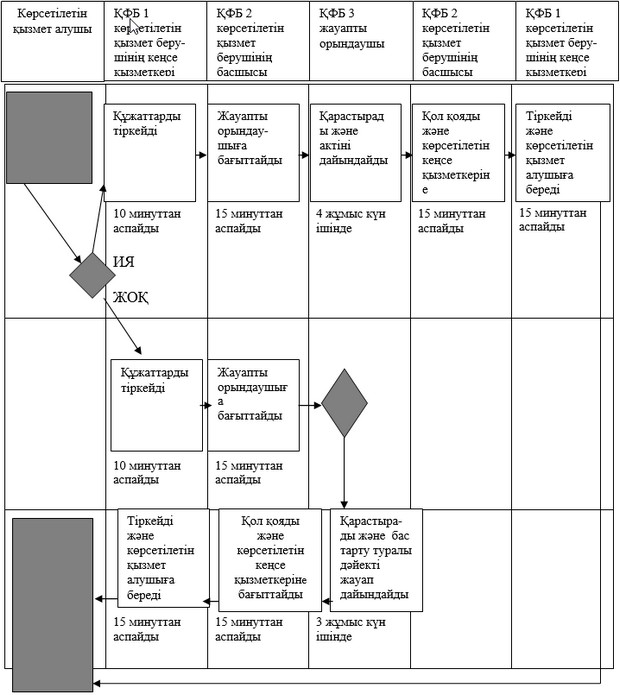 Көрсетілетін
қызмет алушы
ҚФБ 1
көрсетілетін
қызмет беру-
шінің кеңсе
қызметкері
ҚФБ 2
көрсетілетін
қызмет
берушінің
басшысы
ҚФБ 3
жауапты
орындаушы
ҚФБ 2
көрсетілетін
қызмет
берушінің
басшысы
ҚФБ 1
көрсетілетін
қызмет беру-
шінің кеңсе
қызметкері
Құжаттарды
тіркейді
Жауапты
орындау-
шыға
бағыттайды
Қарастырад
ы және
актіні
дайындайды
Қол қояды
және
көрсетілетін
кеңсе
қызметкеріне
е
Тіркейді
және
көрсетілетін
қызмет
алушыға
береді
10 минуттан
аспайды
15 минуттан
аспайды
4 жұмыс күн
ішінде
15 минуттан
аспайды
15 минуттан
аспайды
ИЯ
ЖОҚ
Құжаттарды
тіркейді
Жауапты
орындаушығ
а
бағыттайды
10 минуттан
аспайды
15 минуттан
аспайды
Тіркейді
және
көрсетілетін
қызмет
алушыға
береді
Қол қояды
және
көрсетілетін
кеңсе
қызметкеріне
бағыттайды
Қарастыра-
ды және бас
тарту туралы
дәйекті
жауап
дайындайды
15 минуттан
аспайды
15 минуттан
аспайды
3 жұмыс күн
ішінде